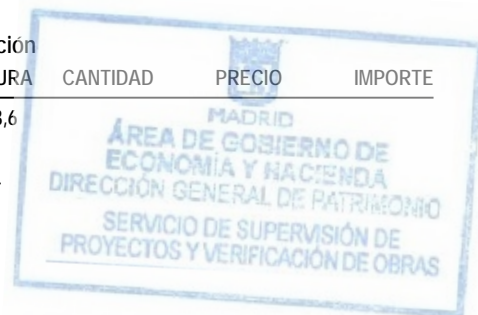 ción
URA CANTIDAD PRECIO IMPORTE
3,6
MADRID
ÁREA DE GOBIERNO DE
ECONOMÍA Y HACIENDA
DIRECCIÓN GENERAL DE PATRIMONIO
SERVICIO DE SUPERVISIÓN DE
PROYECTOS Y VERIFICACIÓN DE OBRAS